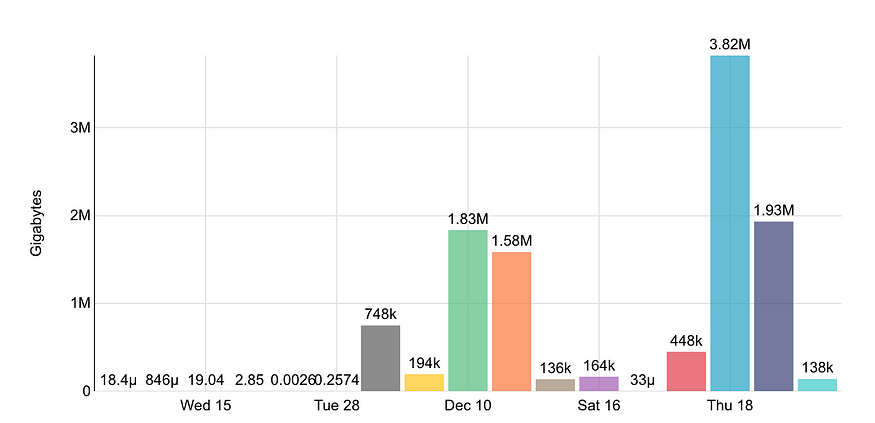 3.82M
3M
2M
1.83M
1.93M
1.58M
Gigabytes
1M
748k
448k
194k
136k
164k
138k
18.4µ
846µ
19.04
2.85
0.0026
0.2574
33µ
0
Wed 15
Tue 28
Dec 10
Sat 16
Thu 18